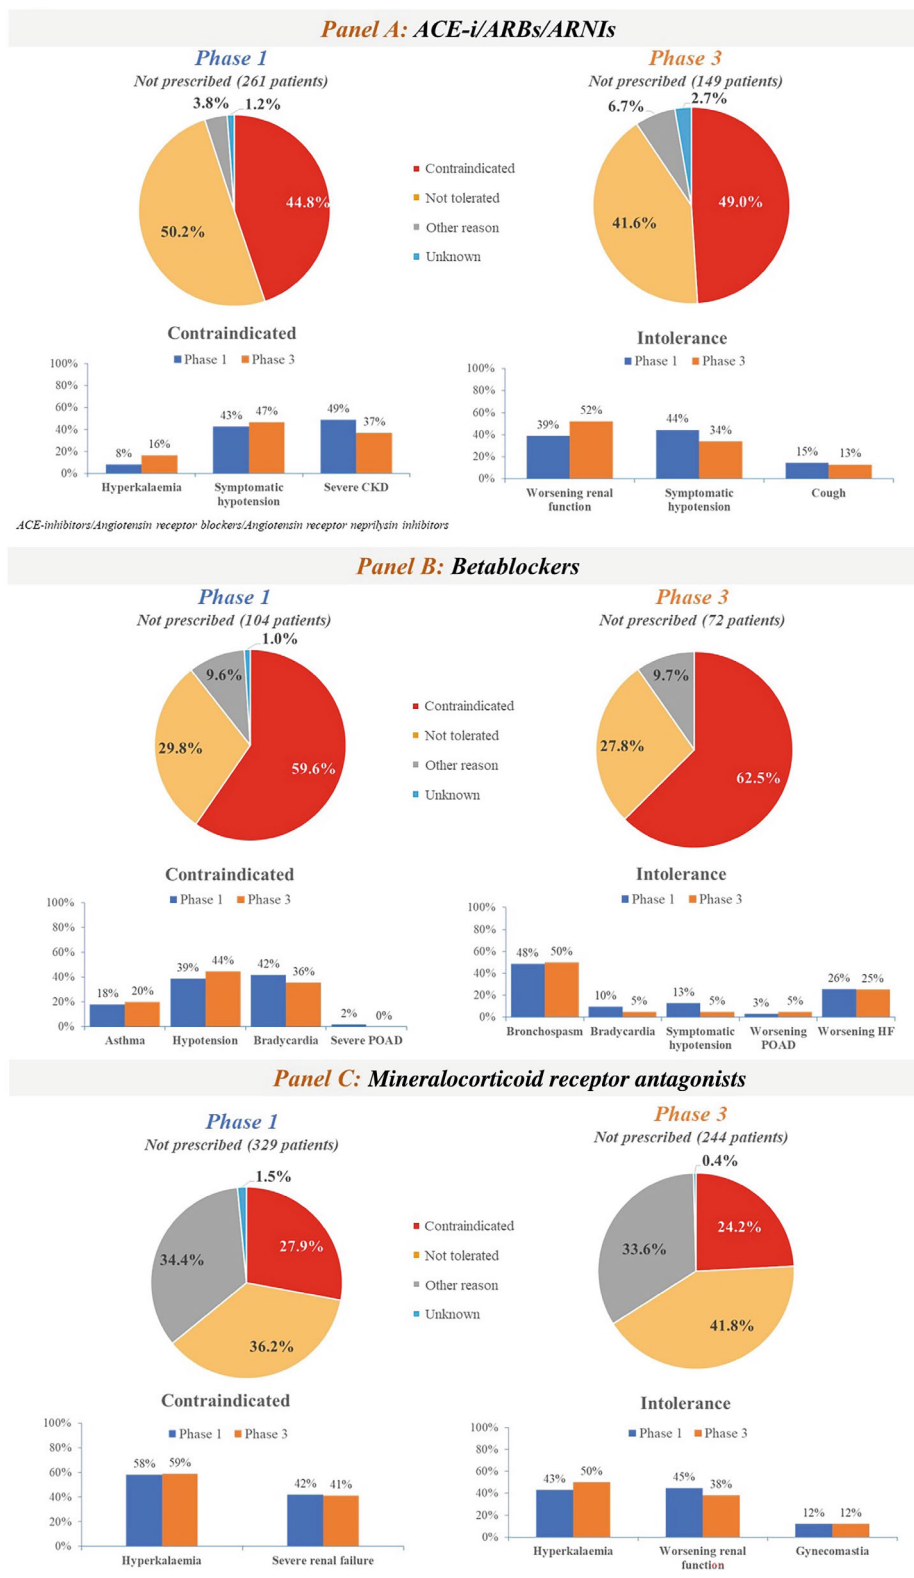 Panel A: ACE-i/ARBs/ARNIs
Phase 1
Not prescribed (261 patients)
3.8%
1.2%
44.8%
50.2%
Contraindicated
Not tolerated
Other reason
Unknown
Phase 3
Not prescribed (149 patients)
6.7%
2.7%
49.0%
41.6%
Contraindicated
Phase 1 Phase 3
100%
80%
60%
40%
20%
0%
8% 16% 43% 47% 49% 37%
Hyperkalaemia
Symptomatic
hypotension
Severe CKD
Intolerance
Phase 1 Phase 3
100%
80%
60%
40%
20%
0%
39% 52% 44% 34% 15% 13%
Worsening renal
function
Symptomatic
hypotension
Cough
ACE-inhibitors/Angiotensin receptor blockers/Angiotensin receptor neprilysin inhibitors
Panel B: Betablockers
Phase 1
Not prescribed (104 patients)
1.0%
9.6%
29.8%
59.6%
Contraindicated
Not tolerated
Other reason
Unknown
Phase 3
Not prescribed (72 patients)
9.7%
27.8%
62.5%
Contraindicated
Phase 1 Phase 3
100%
80%
60%
40%
20%
0%
18% 20% 39% 44% 42% 36% 2% 0%
Asthma
Hypotension
Bradycardia
Severe POAD
Intolerance
Phase 1 Phase 3
100%
80%
60%
40%
20%
0%
48% 50% 10% 5% 13% 5% 3% 5% 26% 25%
Bronchospasm
Bradycardia
Symptomatic
hypotension
Worsening
POAD
Worsening HF
Panel C: Mineralocorticoid receptor antagonists
Phase 1
Not prescribed (329 patients)
1.5%
27.9%
34.4%
36.2%
Contraindicated
Not tolerated
Other reason
Unknown
Phase 3
Not prescribed (244 patients)
0.4%
24.2%
33.6%
41.8%
Contraindicated
Phase 1 Phase 3
100%
80%
60%
40%
20%
0%
58% 59% 42% 41%
Hyperkalaemia
Severe renal failure
Intolerance
Phase 1 Phase 3
100%
80%
60%
40%
20%
0%
43% 50% 45% 38% 12% 12%
Hyperkalaemia
Worsening renal
function
Gynecomastia